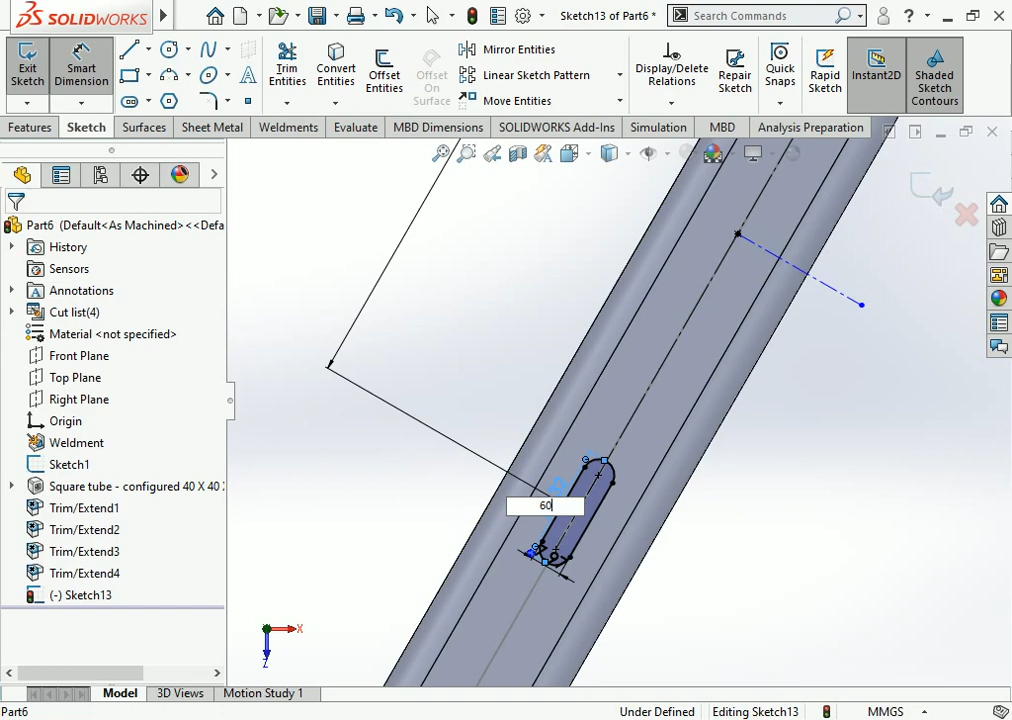 SOLIDWORKS
Sketch13 of Part6 *
Search Commands
?
Exit Sketch
Smart Dimension
Trim Entities
Convert Entities
Offset Entities
Offset On Surface
Mirror Entities
Linear Sketch Pattern
Move Entities
Display/Delete Relations
Repair Sketch
Quick Snaps
Rapid Sketch
Instant2D
Shaded Sketch Contours
Features
Sketch
Surfaces
Sheet Metal
Weldments
Evaluate
MBD Dimensions
SOLIDWORKS Add-Ins
Simulation
MBD
Analysis Preparation
Part6 (Default<As Machined><<Defa
History
Sensors
Annotations
Cut list(4)
Material <not specified>
Front Plane
Top Plane
Right Plane
Origin
Weldment
Sketch1
Square tube - configured 40 X 40
Trim/Extend1
Trim/Extend2
Trim/Extend3
Trim/Extend4
(-) Sketch13
60
X
Z
Model
3D Views
Motion Study 1
Part6
Under Defined
Editing Sketch13
MMGS